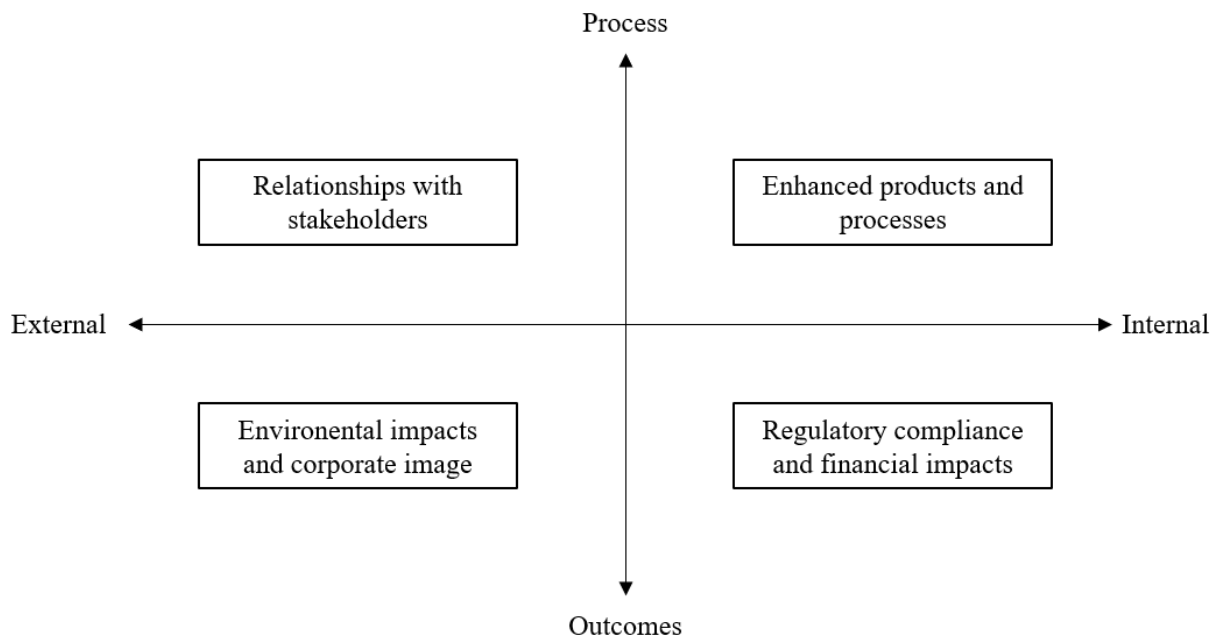 Process
Relationships with
stakeholders
Enhanced products and
processes
External
Internal
Environental impacts
and corporate image
Regulatory compliance
and financial impacts
Outcomes